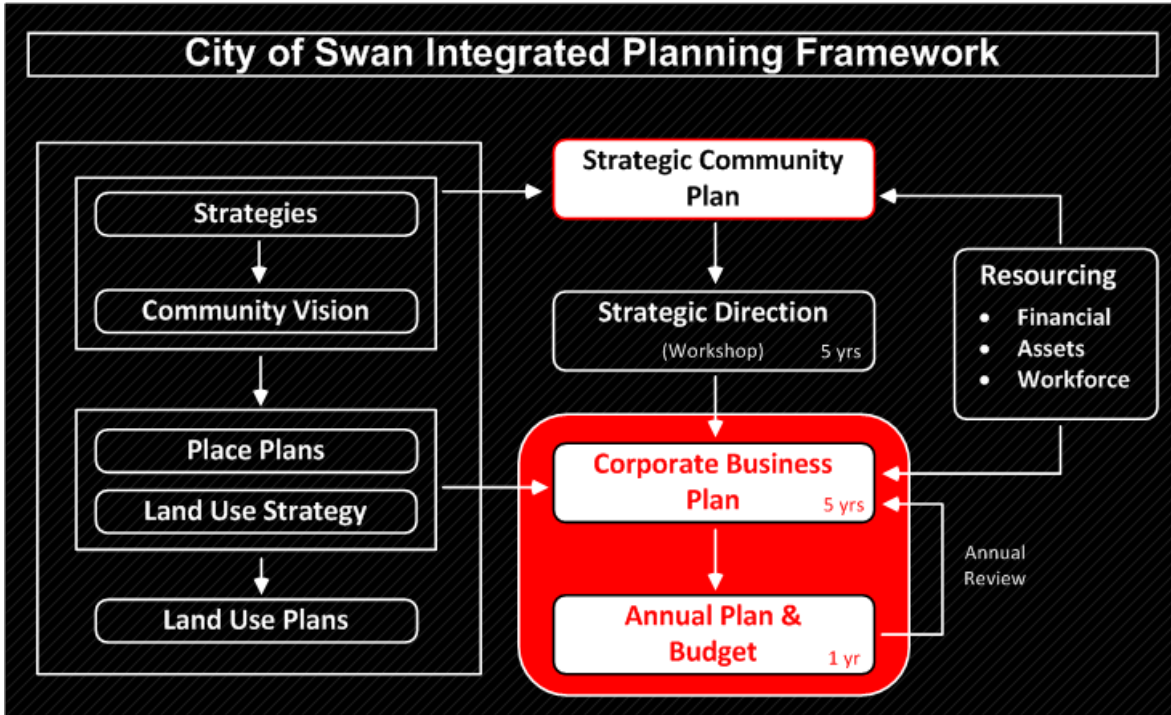 City of Swan Integrated Planning Framework
Strategies
Community Vision
Place Plans
Land Use Strategy
Land Use Plans
Strategic Community
Plan
Strategic Direction
(Workshop) 5 yrs
Corporate Business
Plan
5 yrs
Annual Plan &
Budget
1 yr
Resourcing
• Financial
• Assets
• Workforce
Annual
Review